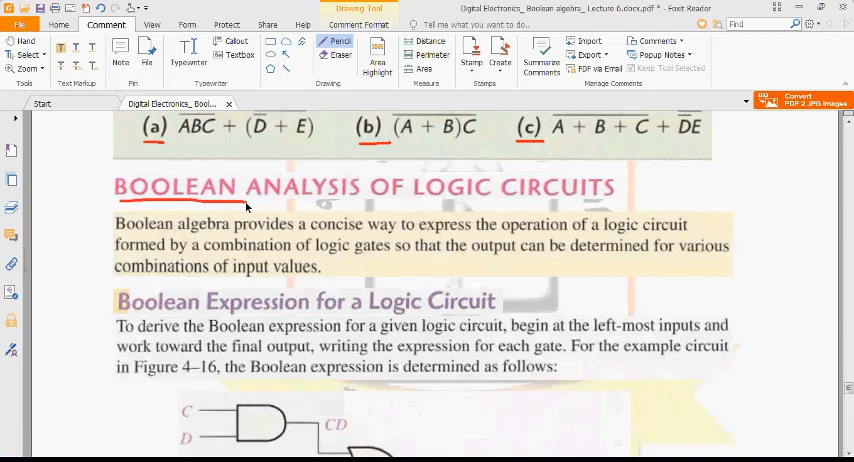 Drawing Tool
Digital Electronics_ Boolean algebra_ Lecture 6.docx.pdf * - Foxit Reader
File Home Comment View Form Protect Share Help Comment Format Tell me what you want to do... Find
Hand
Select
Zoom
Tools
T T T
T T T
Text Markup
Note
File
Pin
Typewriter
Callout
Textbox
Typewriter
Pencil
Eraser
Drawing
Area
Highlight
Distance
Perimeter
Area
Measure
Stamp
Create
Stamps
Summarize
Comments
Import
Export
FDF via Email
Comments
Popup Notes
Keep Tool Selected
Manage Comments
Start
Digital Electronics_ Bool...
Convert
PDF 2 JPG Images
(a) A̅B̅C̅ + (D̅ + E) (b) (A + B)C (c) A + B + C + D̅E
BOOLEAN ANALYSIS OF LOGIC CIRCUITS
Boolean algebra provides a concise way to express the operation of a logic circuit
formed by a combination of logic gates so that the output can be determined for various
combinations of input values.
Boolean Expression for a Logic Circuit
To derive the Boolean expression for a given logic circuit, begin at the left-most inputs and
work toward the final output, writing the expression for each gate. For the example circuit
in Figure 4–16, the Boolean expression is determined as follows:
C
CD
D